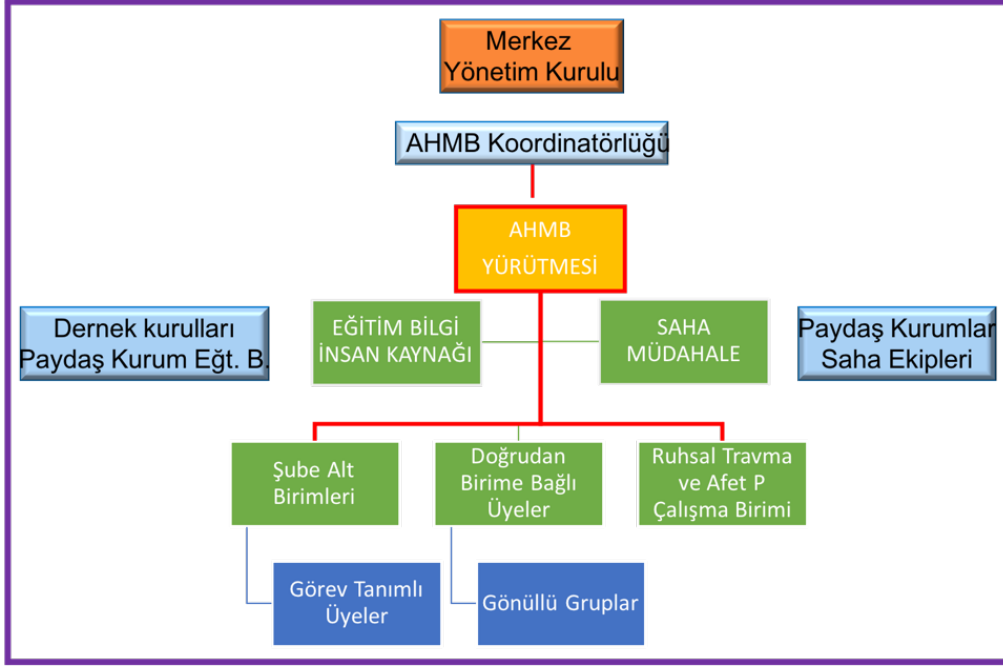 Merkez
Yönetim Kurulu
AHMB Koordinatörlüğü
AHMB
YÜRÜTMESİ
Dernek kurulları
Paydaş Kurum Eğt. B.
EĞİTİM BİLGİ
İNSAN KAYNAĞI
SAHA
MÜDAHALE
Paydaş Kurumlar
Saha Ekipleri
Şube Alt
Birimleri
Doğrudan
Birime Bağlı
Üyeler
Ruhsal Travma
ve Afet P
Çalışma Birimi
Görev Tanımlı
Üyeler
Gönüllü Gruplar